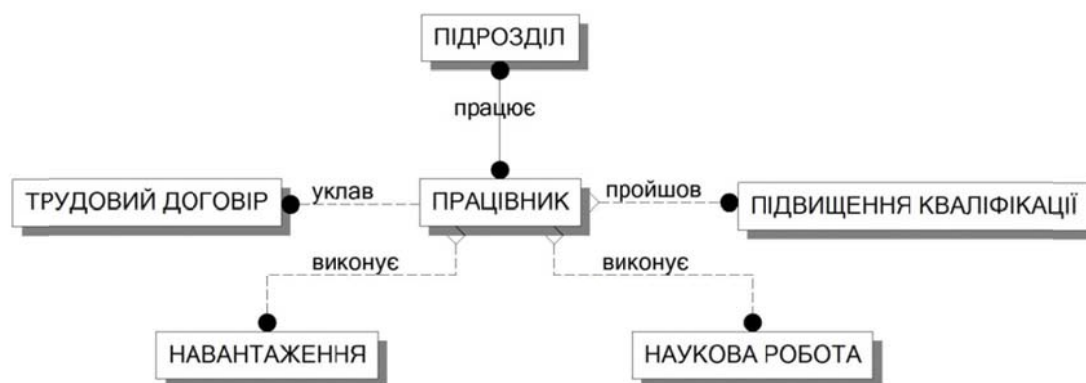 ПІДРОЗДІЛ
працює
ТРУДОВИЙ ДОГОВІР
уклав
ПРАЦІВНИК
пройшов
ПІДВИЩЕННЯ КВАЛІФІКАЦІЇ
виконує
виконує
НАВАНТАЖЕННЯ
НАУКОВА РОБОТА